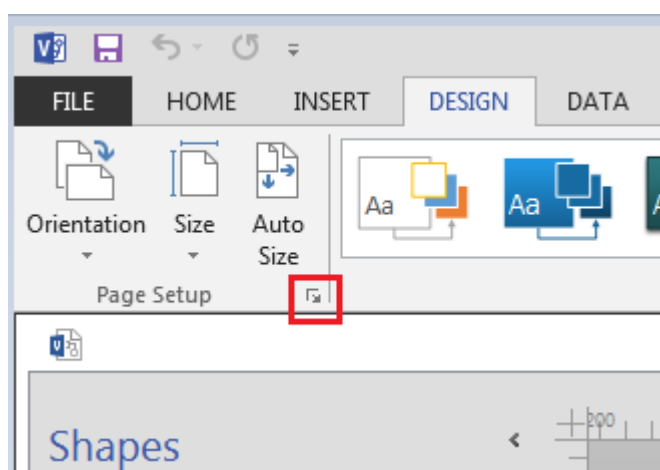 FILE HOME INSERT DESIGN DATA
Orientation Size Auto Size
Aa Aa
Page Setup
Shapes
200